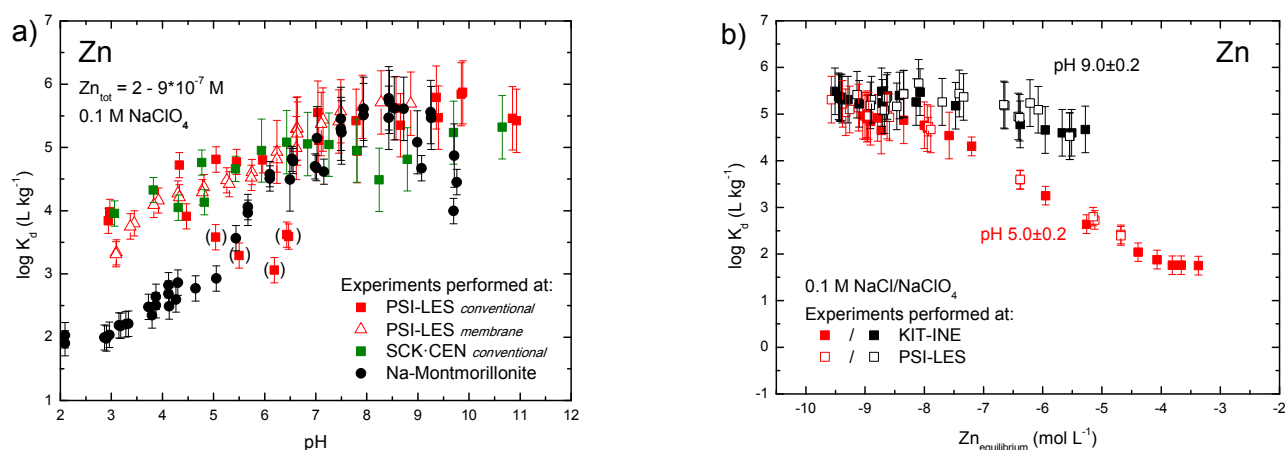 a)
Zn
Zn_tot = 2 - 9*10^-7 M
0.1 M NaClO_4
log K_d (L kg^-1)
7
6
5
4
3
2
1
( ) ( ) ( ) ( )
Experiments performed at:
PSI-LES conventional
PSI-LES membrane
SCK·CEN conventional
Na-Montmorillonite
2 3 4 5 6 7 8 9 10 11 12
pH
b)
Zn
pH 9.0±0.2
log K_d (L kg^-1)
7
6
5
4
3
2
1
0
-1
pH 5.0±0.2
0.1 M NaCl/NaClO_4
Experiments performed at:
/ KIT-INE
/ PSI-LES
-10 -9 -8 -7 -6 -5 -4 -3 -2
Zn_equilibrium (mol L^-1)